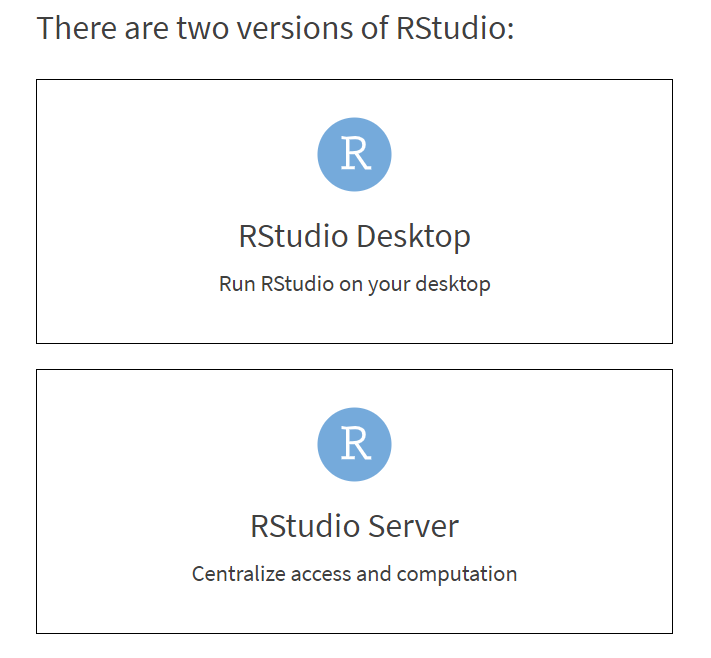 There are two versions of RStudio:
R
RStudio Desktop
Run RStudio on your desktop
R
RStudio Server
Centralize access and computation